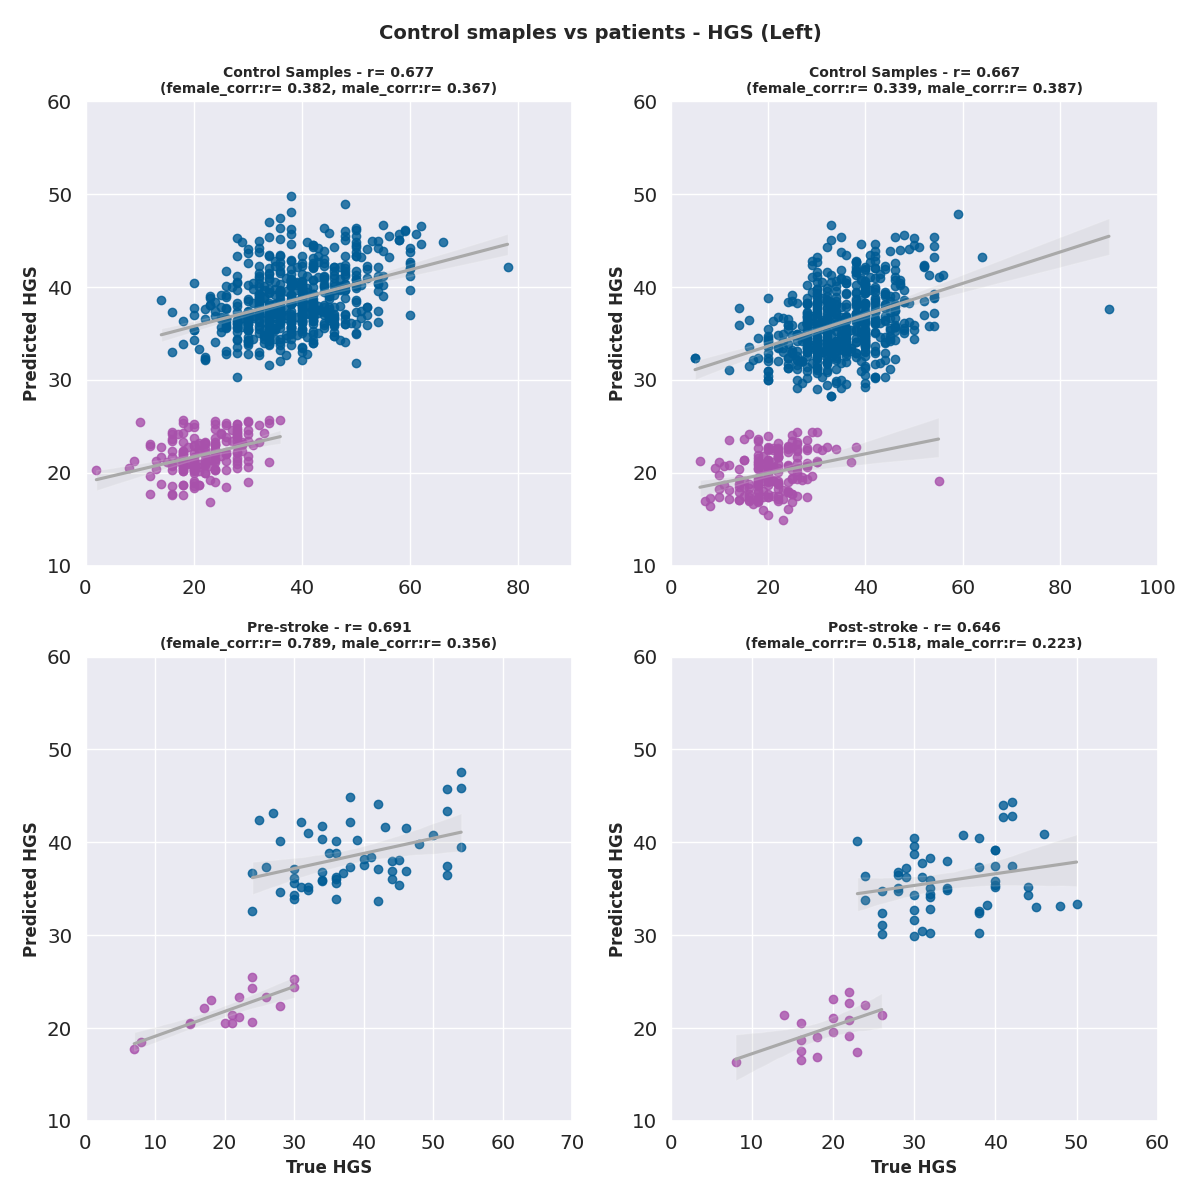 Control smaples vs patients - HGS (Left)
Control Samples - r= 0.677
(female_corr:r= 0.382, male_corr:r= 0.367)
60
50
40
30
20
10
Predicted HGS
0 20 40 60 80
Control Samples - r= 0.667
(female_corr:r= 0.339, male_corr:r= 0.387)
60
50
40
30
20
10
Predicted HGS
0 20 40 60 80 100
Pre-stroke - r= 0.691
(female_corr:r= 0.789, male_corr:r= 0.356)
60
50
40
30
20
10
Predicted HGS
0 10 20 30 40 50 60 70
True HGS
Post-stroke - r= 0.646
(female_corr:r= 0.518, male_corr:r= 0.223)
60
50
40
30
20
10
Predicted HGS
0 10 20 30 40 50 60
True HGS